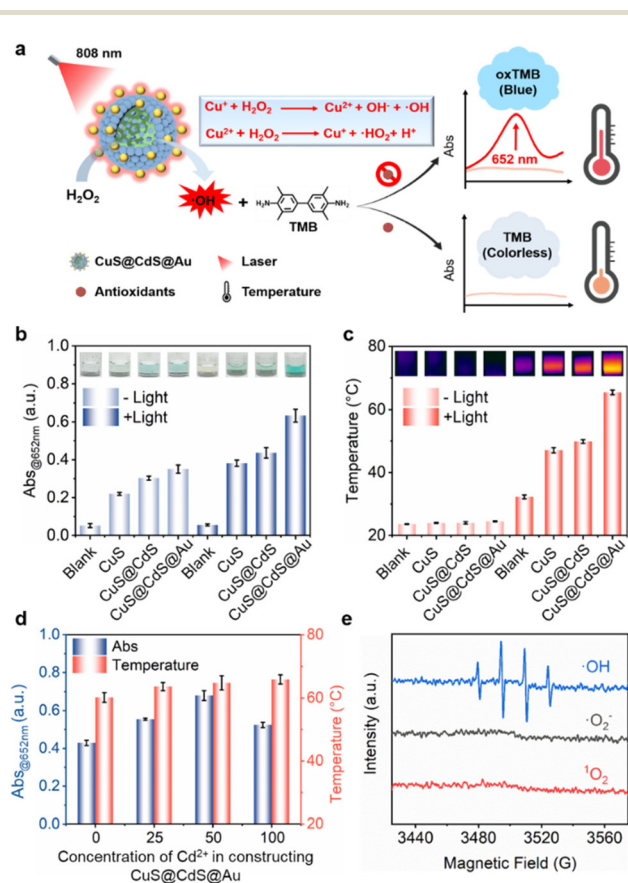 a
808 nm
H₂O₂
Cu⁺ + H₂O₂ → Cu²⁺ + OH⁻ + ·OH
Cu²⁺ + H₂O₂ → Cu⁺ + ·HO₂ + H⁺
·OH
+
H₂N
NH₂
TMB
CuS@CdS@Au
Laser
Antioxidants
Temperature
oxTMB
(Blue)
Abs
652 nm
TMB
(Colorless)
Abs
b
Abs@652nm (a.u.)
1.0
0.8
0.6
0.4
0.2
0.0
- Light
+Light
Blank
CuS
CuS@CdS
CuS@CdS@Au
Blank
CuS
CuS@CdS
CuS@CdS@Au
c
Temperature (°C)
80
60
40
20
- Light
+Light
Blank
CuS
CuS@CdS
CuS@CdS@Au
Blank
CuS
CuS@CdS
CuS@CdS@Au
d
Abs@652nm (a.u.)
1.0
0.8
0.6
0.4
0.2
0.0
Abs
Temperature
80
60
40
20
Temperature (°C)
0 25 50 100
Concentration of Cd²⁺ in constructing
CuS@CdS@Au
e
Intensity (a.u.)
·OH
·O₂⁻
¹O₂
3440 3480 3520 3560
Magnetic Field (G)